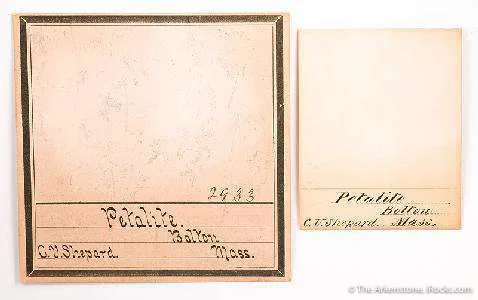 2933
Petalite.
Bolton
C.U. Shepard. Mass.
Petalite
Bolton
C.U. Shepard. Mass.
© The Arkenstone, iRocks.com